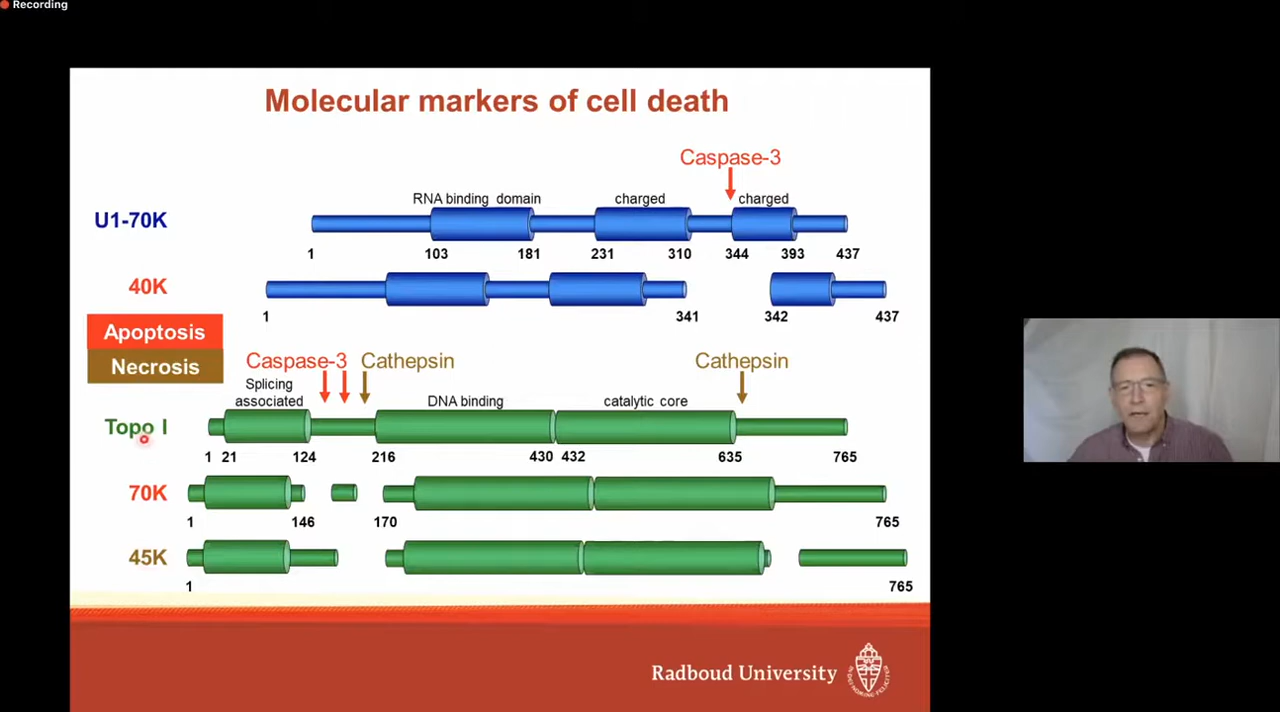 Recording
Molecular markers of cell death
Caspase-3
RNA binding domain charged charged
U1-70K
1 103 181 231 310 344 393 437
40K
1 341 342 437
Apoptosis
Necrosis
Caspase-3 Cathepsin Cathepsin
Splicing
associated DNA binding catalytic core
Topo I
1 21 124 216 430 432 635 765
70K
1 146 170 765
45K
1 765
Radboud University